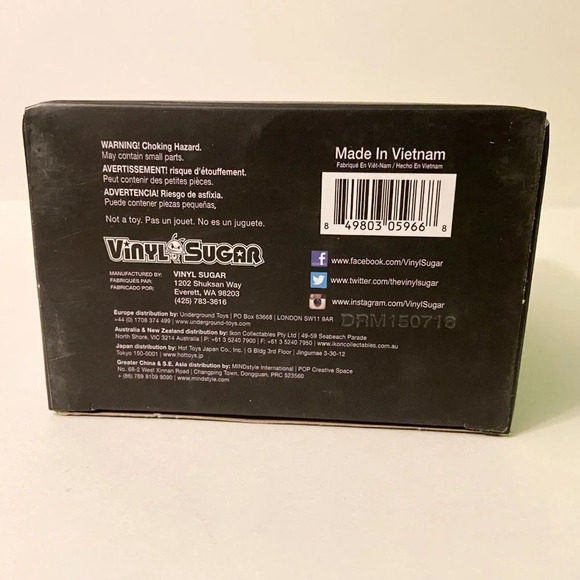 WARNING! Choking Hazard.
May contain small parts.
AVERTISSEMENT! risque d'étouffement.
Peut contenir des petites pièces.
ADVERTENCIA! Riesgo de asfixia.
Puede contener piezas pequeñas,
Not a toy. Pas un jouet. No es un juguete.
VINYL SUGAR
MANUFACTURED BY:
FABRIQUÉ PAR:
FABRICADO POR:
VINYL SUGAR
1202 Shuksan Way
Everett, WA 98203
(425) 783-3616
Made In Vietnam
Fabriqué En Viêt-Nam / Hecho En Vietnam
8 49803 05966 8
www.facebook.com/VinylSugar
www.twitter.com/thevinylsugar
www.instagram.com/VinylSugar
DRM150716
Europe distribution by: Underground Toys | PO Box 63668 | LONDON SW11 9AR
+44 (0) 1708 374 499 | www.underground-toys.com
Australia & New Zealand distribution by: Ikon Collectables Pty Ltd | 49-59 Seabeach Parade
North Shore, VIC 3214 Australia | P: +61 3 5240 7900 | F: +61 3 5240 7950 | www.ikoncollectables.com.au
Japan distribution by: Hot Toys Japan Co., Inc. | G Bldg 3rd Floor | Jingumae 3-30-12
Tokyo 150-0001 | www.hottoys.jp
Greater China & S.E. Asia distribution by: MINDstyle International | POP Creative Space
No. 68-2 West Xinnan Road | Changping Town, Dongguan, PRC 523560
+ (86) 769 8109 9090 | www.mindstyle.com